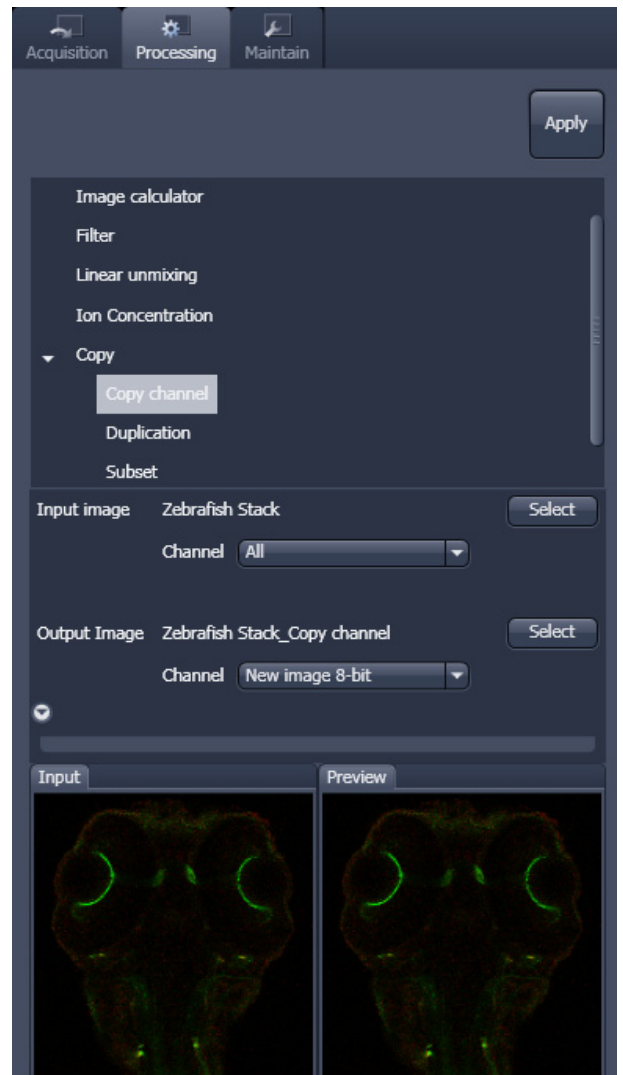 Acquisition Processing Maintain
Apply
Image calculator
Filter
Linear unmixing
Ion Concentration
Copy
Copy channel
Duplication
Subset
Input image Zebrafish Stack Select
Channel All
Output Image Zebrafish Stack_Copy channel Select
Channel New image 8-bit
Input Preview